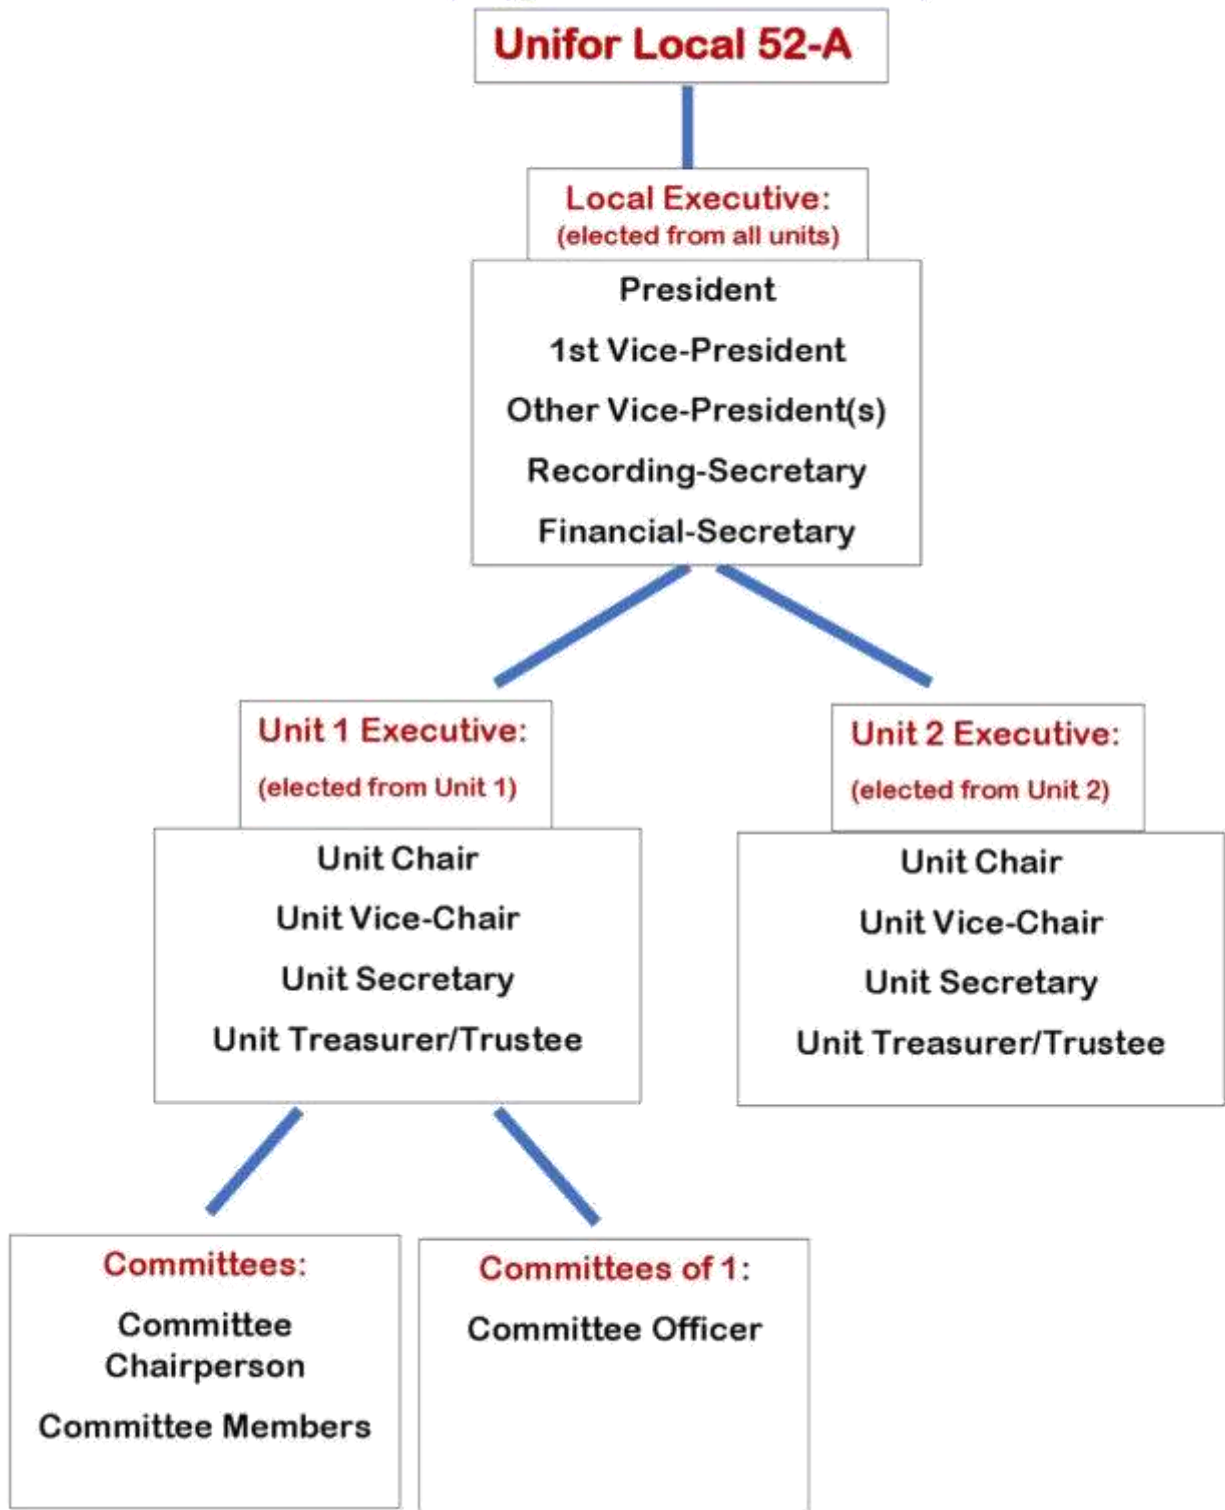 Unifor Local 52-A
Local Executive:
(elected from all units)
President
1st Vice-President
Other Vice-President(s)
Recording-Secretary
Financial-Secretary
Unit 1 Executive:
(elected from Unit 1)
Unit Chair
Unit Vice-Chair
Unit Secretary
Unit Treasurer/Trustee
Unit 2 Executive:
(elected from Unit 2)
Unit Chair
Unit Vice-Chair
Unit Secretary
Unit Treasurer/Trustee
Committees:
Committee
Chairperson
Committee Members
Committees of 1:
Committee Officer